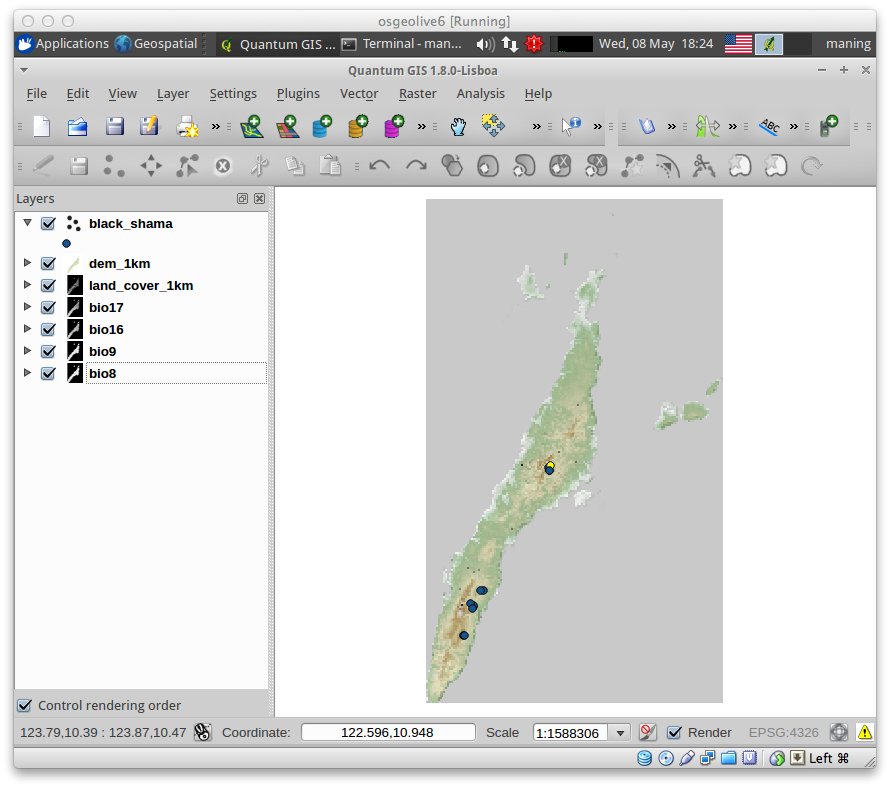 osgeolive6 [Running]
Applications Geospatial Quantum GIS ... Terminal - man... Wed, 08 May 18:24 maning
Quantum GIS 1.8.0-Lisboa
File Edit View Layer Settings Plugins Vector Raster Analysis Help
» » » » » » » ABC »
Layers
black_shama
dem_1km
land_cover_1km
bio17
bio16
bio9
bio8
Control rendering order
123.79,10.39 : 123.87,10.47 Coordinate: 122.596,10.948 Scale 1:1588306 Render EPSG:4326
Left ⌘